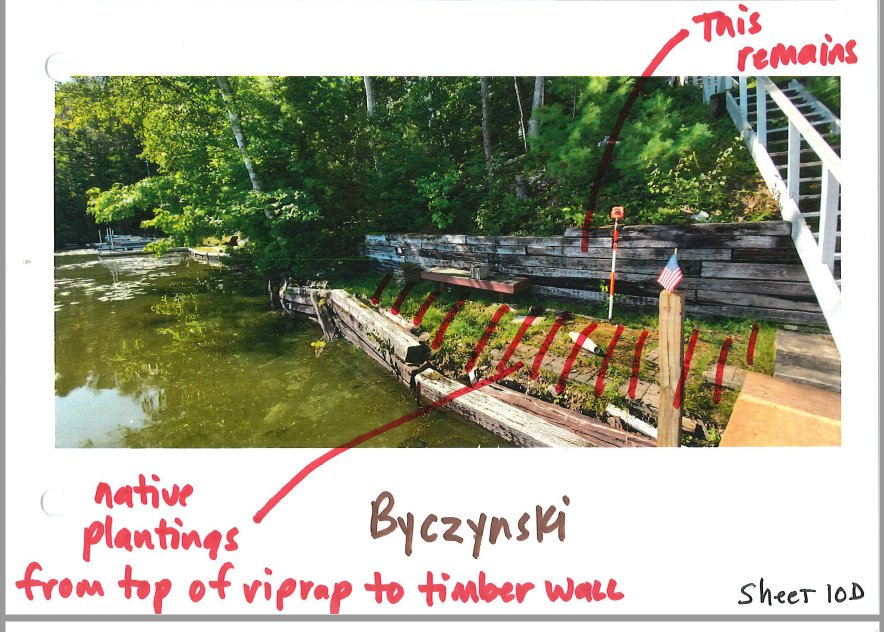 This
remains
native
plantings
from top of riprap to timber wall
Byczynski
Sheet 10D